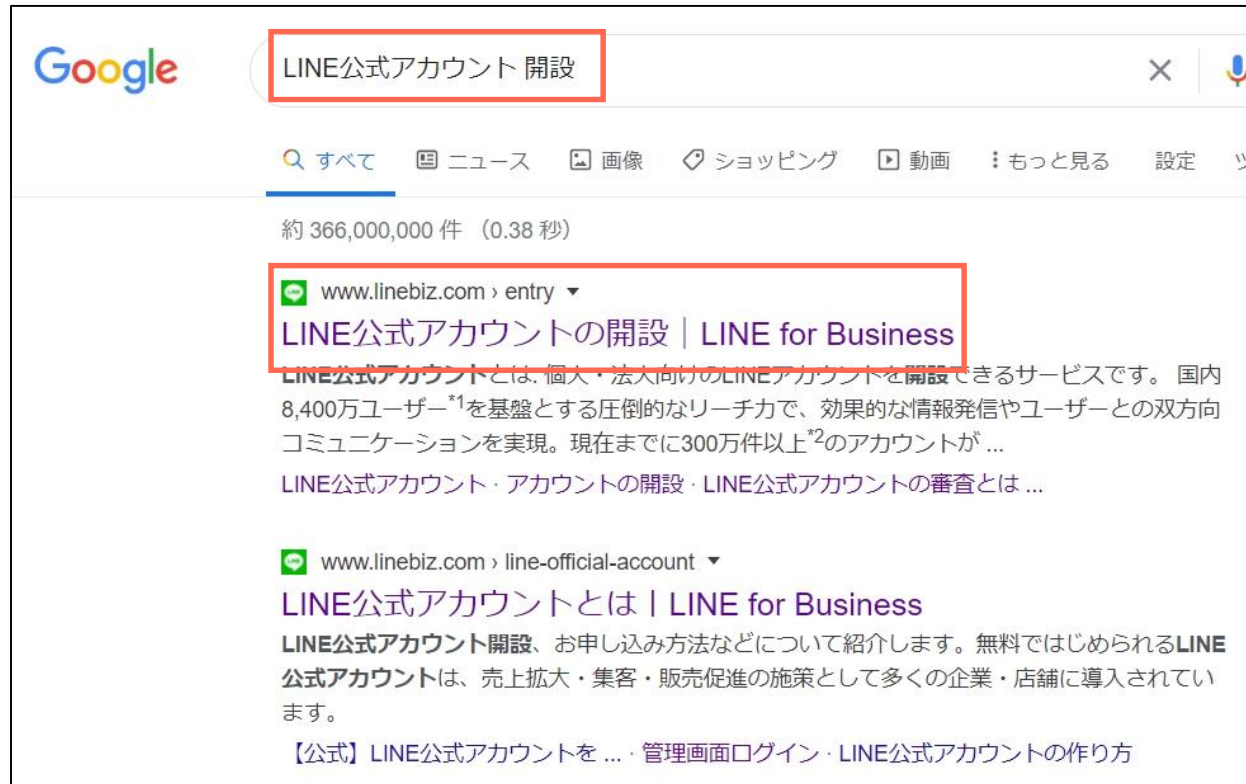 Google
LINE公式アカウント 開設
すべて ニュース 画像 ショッピング 動画 もっと見る 設定
約 366,000,000 件 （0.38 秒）
www.linebiz.com › entry
LINE公式アカウントの開設｜LINE for Business
LINE公式アカウントとは. 個人・法人向けのLINEアカウントを開設できるサービスです。 国内
8,400万ユーザー*1を基盤とする圧倒的なリーチ力で、効果的な情報発信やユーザーとの双方向
コミュニケーションを実現。現在までに300万件以上*2のアカウントが ...
LINE公式アカウント · アカウントの開設 · LINE公式アカウントの審査とは ...
www.linebiz.com › line-official-account
LINE公式アカウントとは | LINE for Business
LINE公式アカウント開設、お申し込み方法などについて紹介します。無料ではじめられるLINE
公式アカウントは、売上拡大・集客・販売促進の施策として多くの企業・店舗に導入されてい
ます。
【公式】LINE公式アカウントを ... · 管理画面ログイン · LINE公式アカウントの作り方